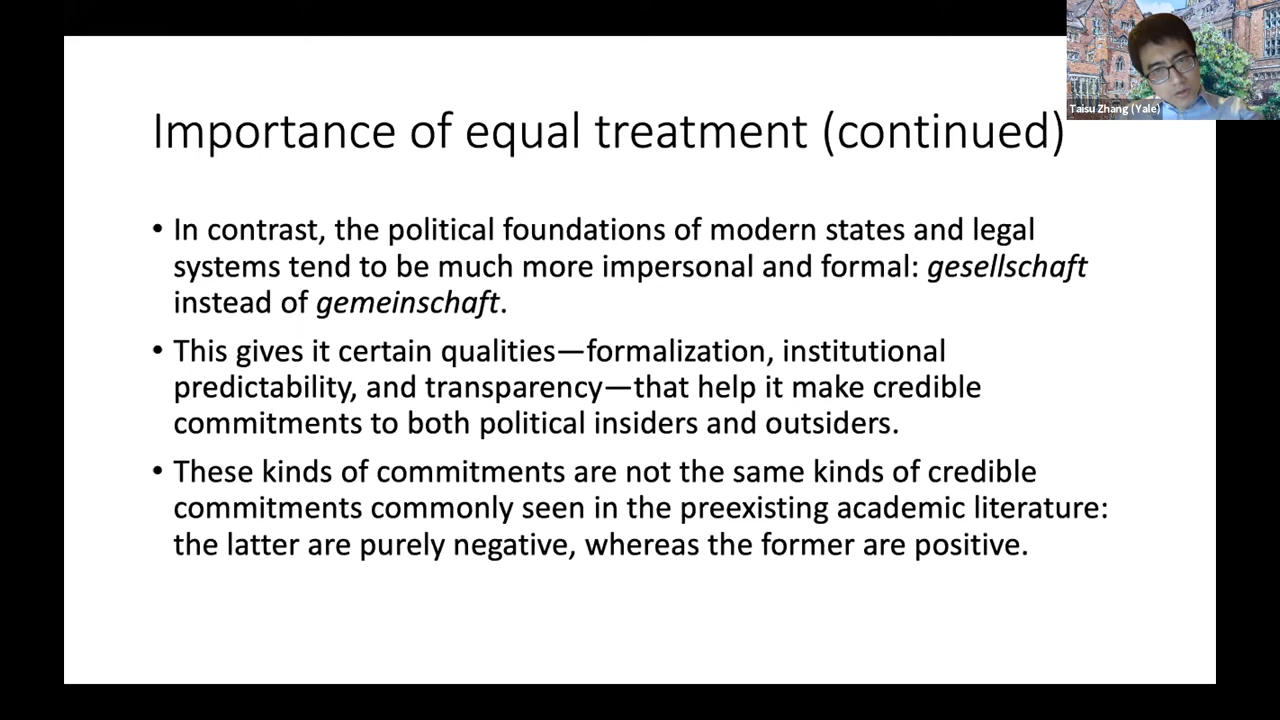 Taisu Zhang (Yale)
Importance of equal treatment (continued)
• In contrast, the political foundations of modern states and legal
systems tend to be much more impersonal and formal: gesellschaft
instead of gemeinschaft.
• This gives it certain qualities—formalization, institutional
predictability, and transparency—that help it make credible
commitments to both political insiders and outsiders.
• These kinds of commitments are not the same kinds of credible
commitments commonly seen in the preexisting academic literature:
the latter are purely negative, whereas the former are positive.